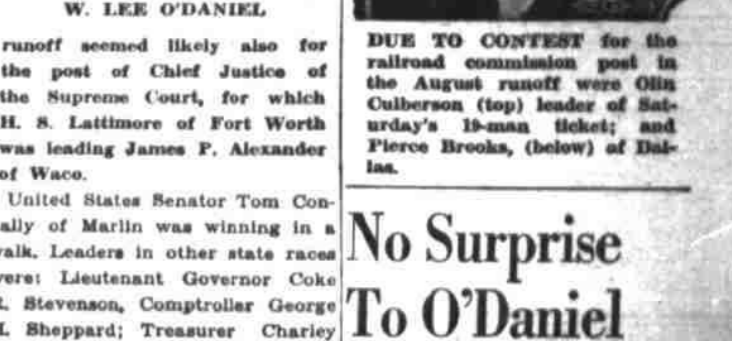 W. LEE O'DANIEL
runoff seemed likely also for
the post of Chief Justice of
the Supreme Court, for which
H. S. Lattimore of Fort Worth
was leading James P. Alexander
of Waco.
United States Senator Tom Con-
ally of Marlin was winning in a
walk. Leaders in other state races
were: Lieutenant Governor Coke
R. Stevenson, Comptroller George
H. Sheppard; Treasurer Charley
DUE TO CONTEST for the
railroad commission post in
the August runoff were Olin
Culberson (top) leader of Sat-
urday's 19-man ticket; and
Pierce Brooks, (below) of Dal-
las.
No Surprise
To O'Daniel